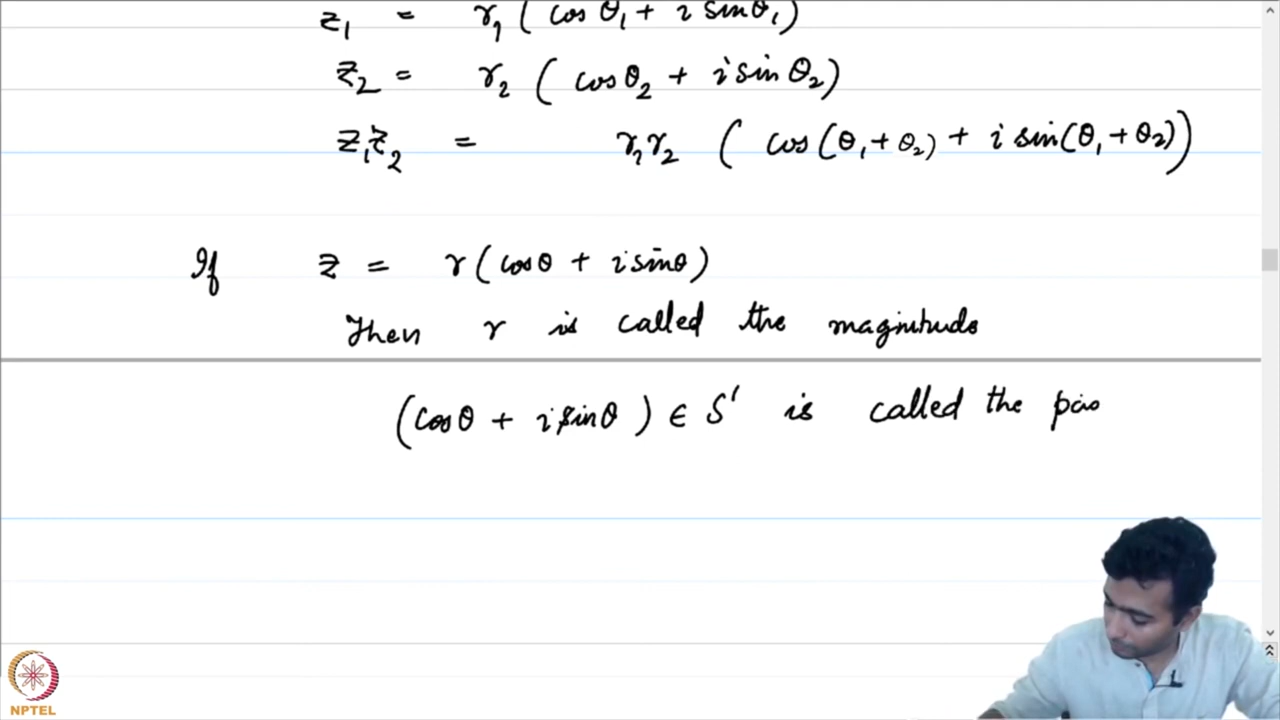 z₁ = r₁ ( cos θ₁ + i sin θ₁ )
z₂ = r₂ ( cos θ₂ + i sin θ₂ )
z₁z₂ = r₁r₂ ( cos(θ₁ + θ₂) + i sin(θ₁ + θ₂))
If z = r ( cos θ + i sin θ )
Then r is called the magnitude
(cos θ + i sin θ ) ∈ S¹ is called the
NPTEL